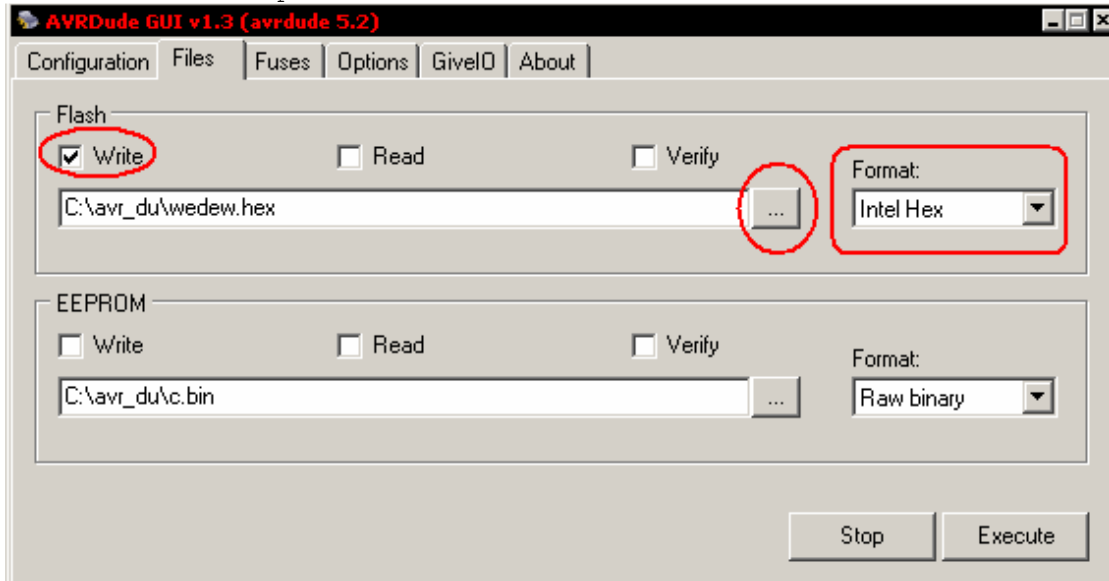 AVRDude GUI v1.3 (avrdude 5.2)
Configuration Files Fuses Options GiveIO About
Flash
Write Read Verify
Format:
C:\avr_du\wedew.hex ... Intel Hex
EEPROM
Write Read Verify
Format:
C:\avr_du\c.bin ... Raw binary
Stop Execute